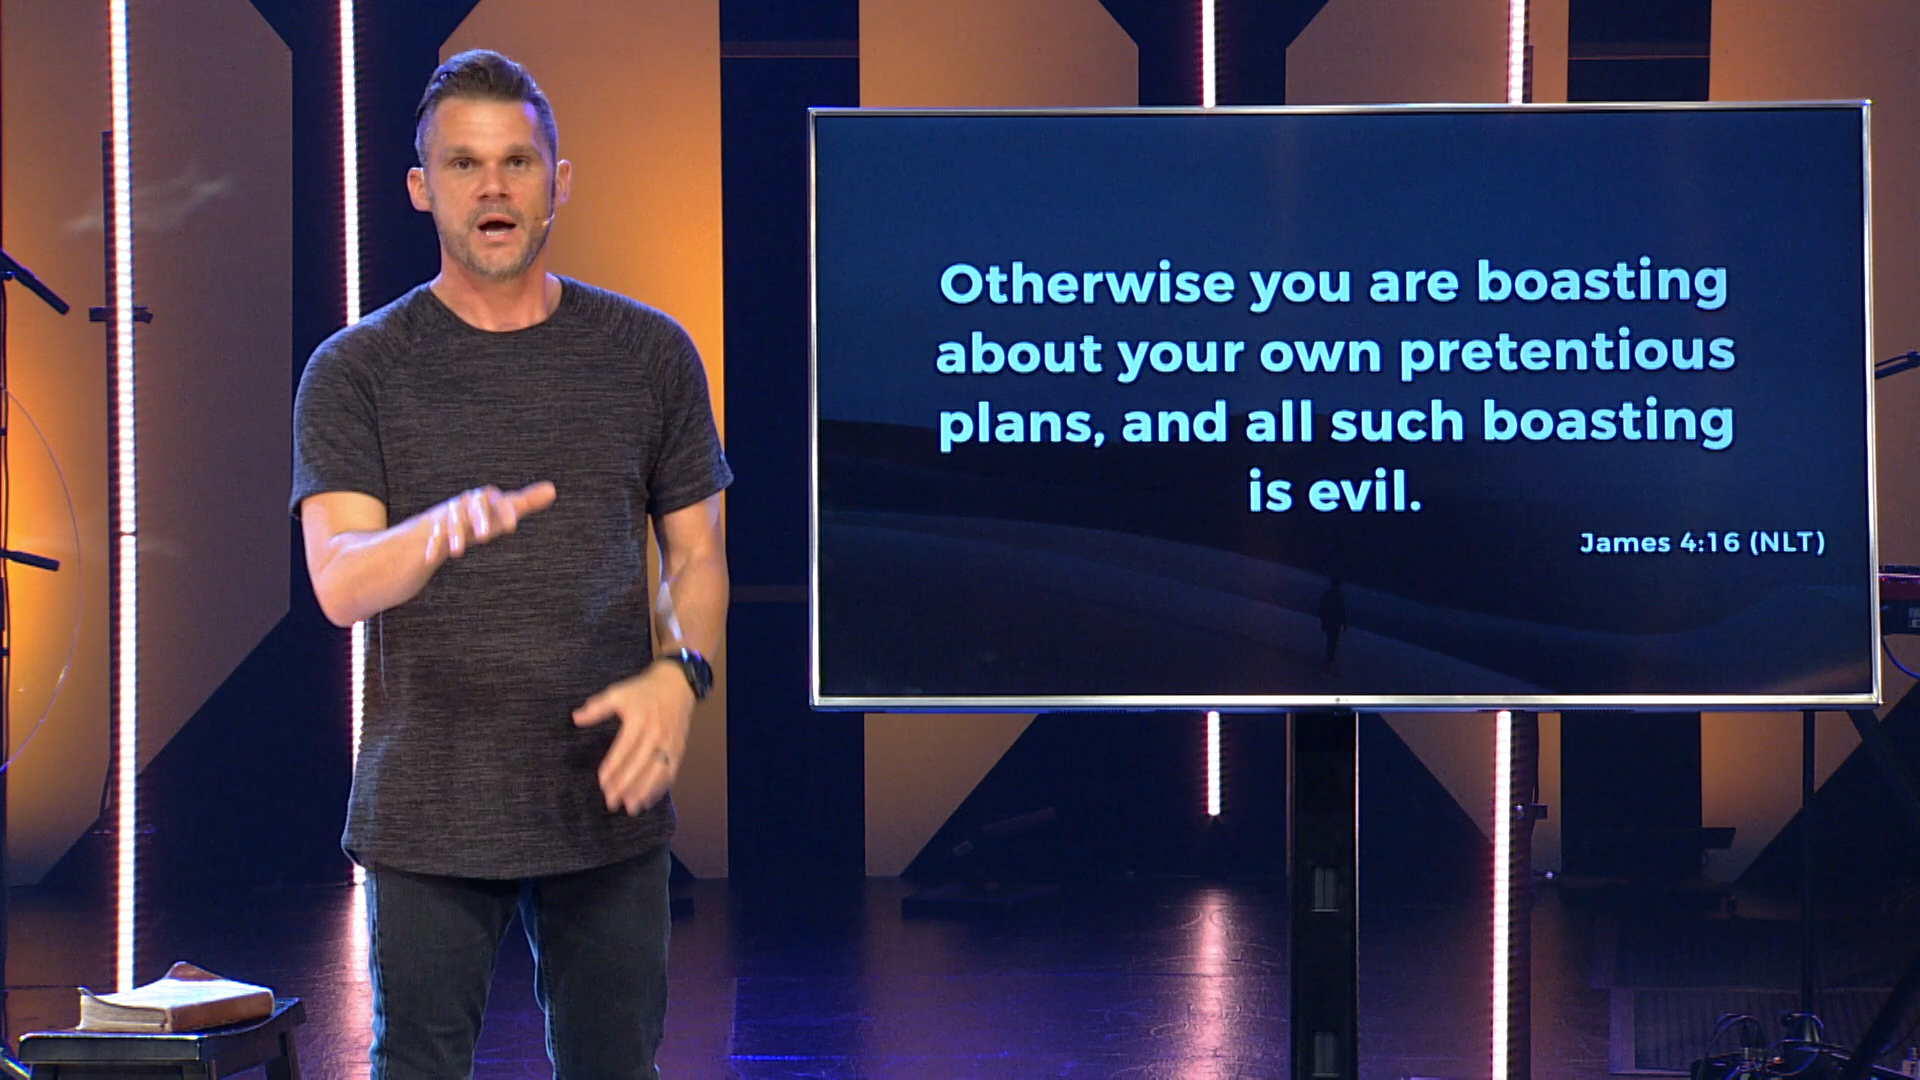 Otherwise you are boasting
about your own pretentious
plans, and all such boasting
is evil.
James 4:16 (NLT)